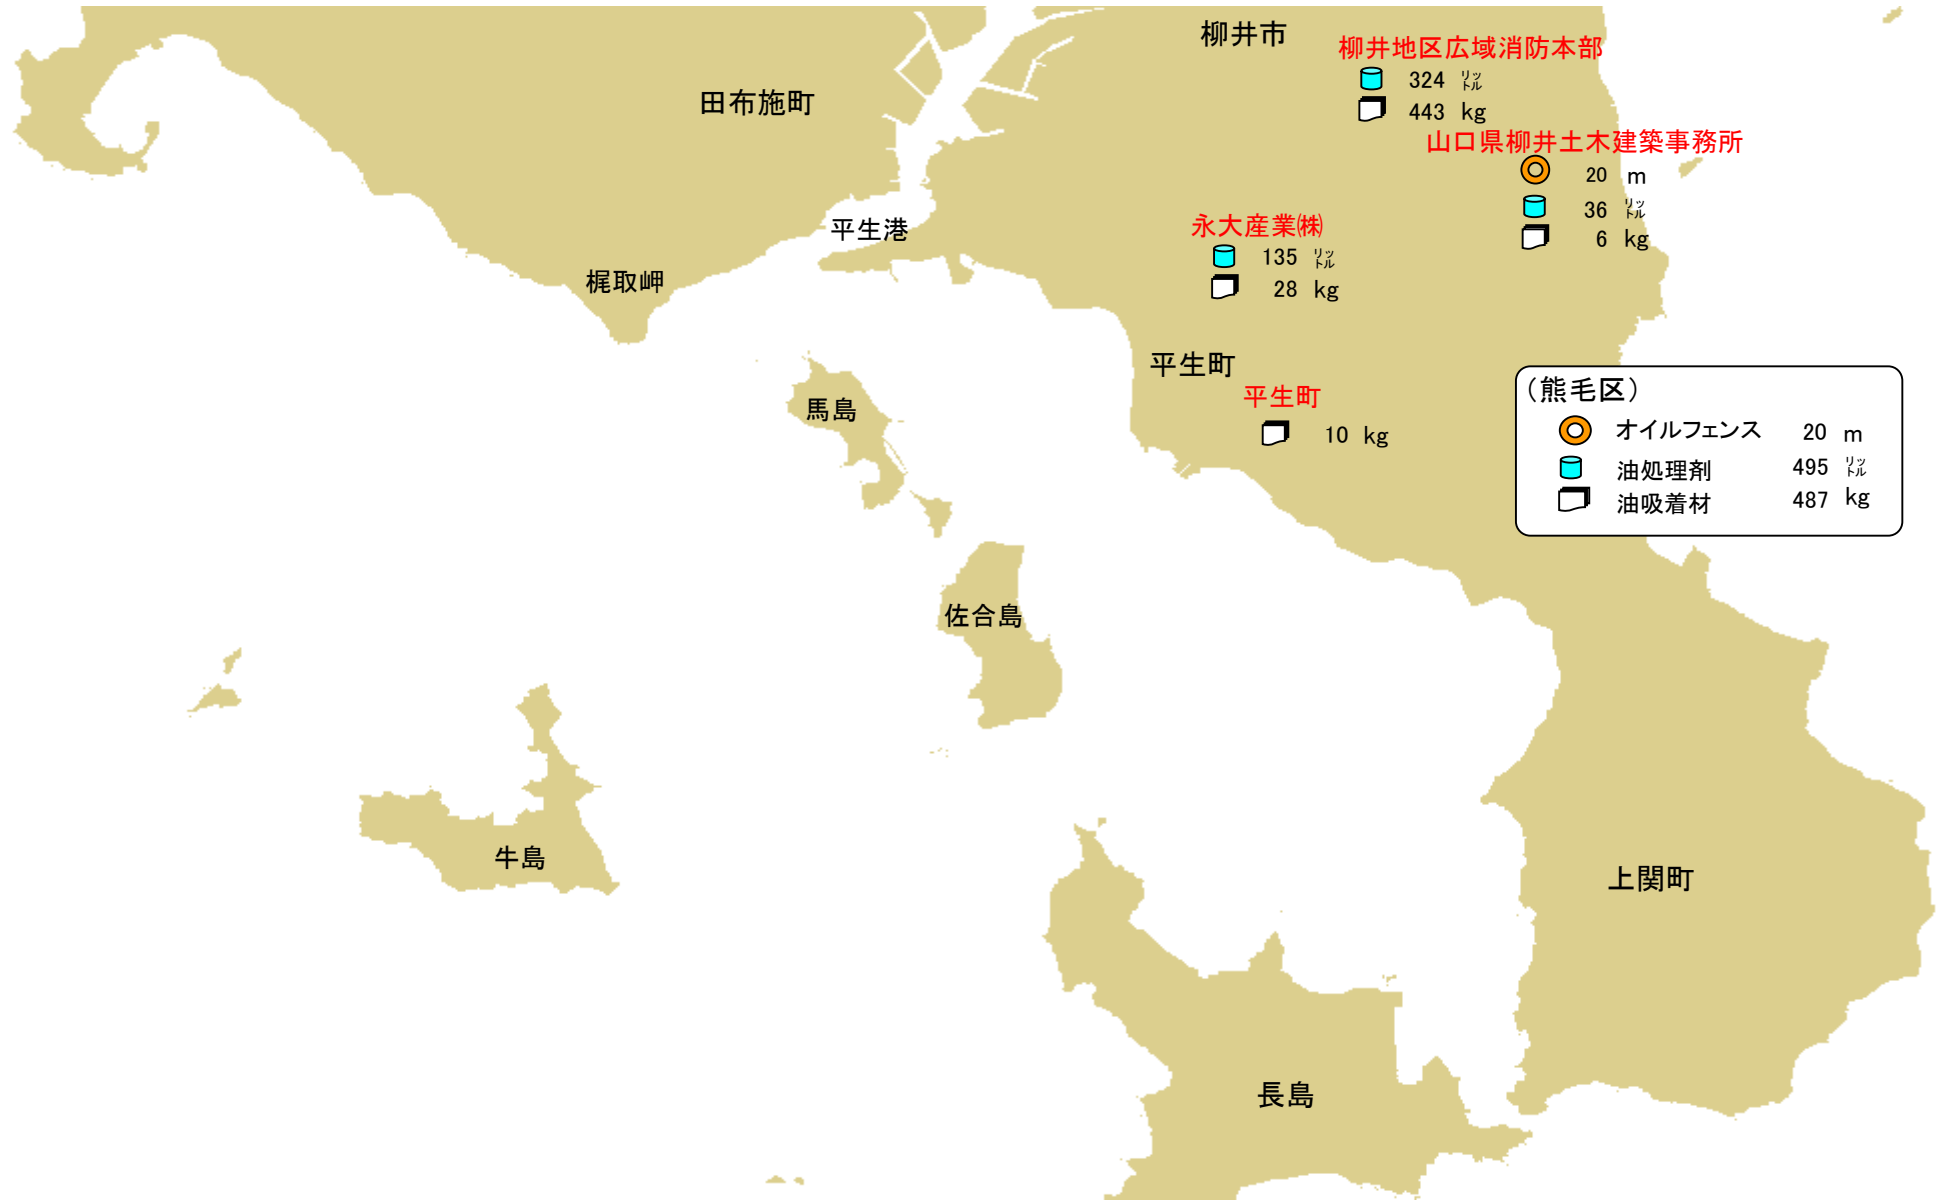 柳井市
柳井地区広域消防本部
324 リットル
443 kg
田布施町
山口県柳井土木建築事務所
20 m
36 リットル
6 kg
平生港
永大産業㈱
135 リットル
28 kg
梶取岬
平生町
平生町
10 kg
馬島
（熊毛区）
オイルフェンス 20 m
油処理剤 495 リットル
油吸着材 487 kg
佐合島
牛島
上関町
長島